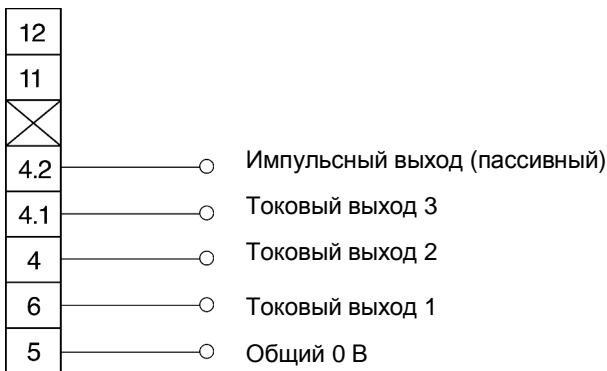 12
11
4.2 Импульсный выход (пассивный)
4.1 Токовый выход 3
4 Токовый выход 2
6 Токовый выход 1
5 Общий 0 В